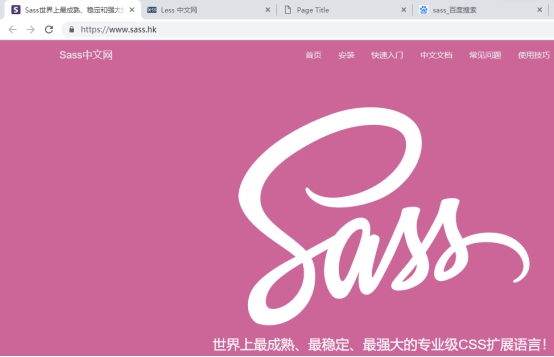 Sass世界上最成熟、稳定和强大
Less 中文网
Page Title
sass_百度搜索
https://www.sass.hk
Sass中文网
首页 安装 快速入门 中文文档 常见问题 使用技巧
Sass
世界上最成熟、最稳定、最强大的专业级CSS扩展语言！